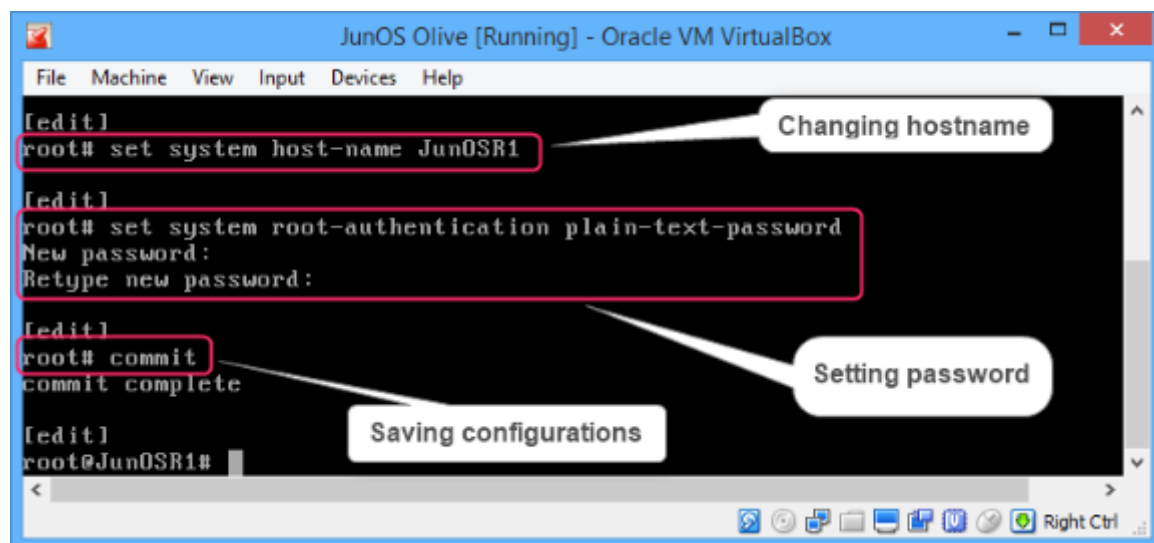 JunOS Olive [Running] - Oracle VM VirtualBox
File Machine View Input Devices Help
[edit]
root# set system host-name JunOSR1
Changing hostname
[edit]
root# set system root-authentication plain-text-password
New password:
Retype new password:
[edit]
root# commit
commit complete
Setting password
Saving configurations
[edit]
root@JunOSR1#
Right Ctrl